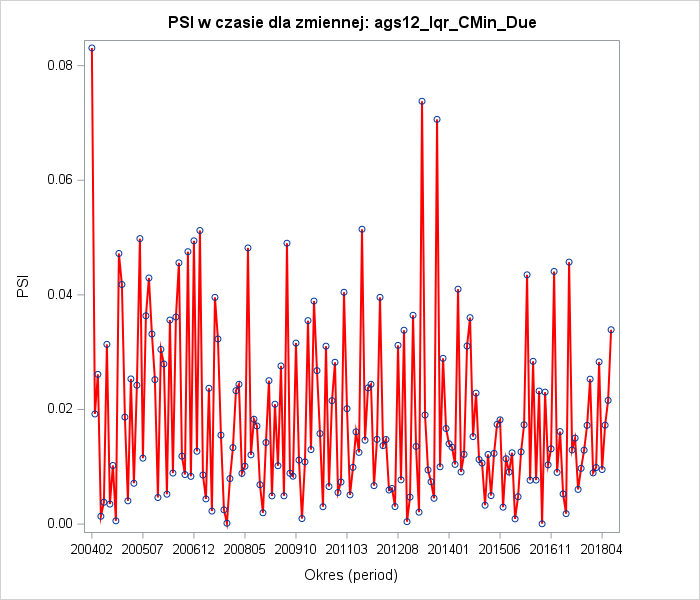 PSI w czasie dla zmiennej: ags12_Iqr_CMin_Due
0.08
0.06
0.04
0.02
0.00
PSI
200402 200507 200612 200805 200910 201103 201208 201401 201506 201611 201804
Okres (period)